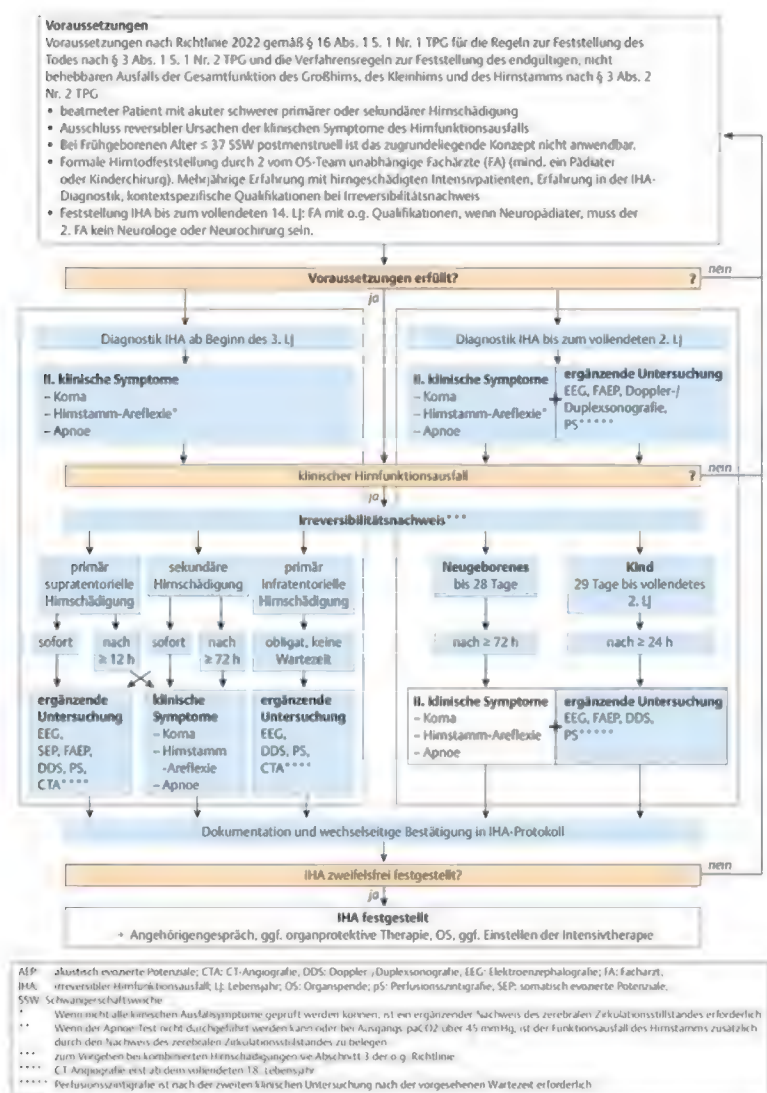 Voraussetzungen
Voraussetzungen nach Richtlinie 2022 gemäß § 16 Abs. 1 S. 1 Nr. 1 TPG für die Regeln zur Feststellung des
Todes nach § 3 Abs. 1 S. 1 Nr. 2 TPG und die Verfahrensregeln zur Feststellung des endgültigen, nicht
behebbaren Ausfalls der Gesamtfunktion des Großhirns, des Kleinhirns und des Hirnstamms nach § 3 Abs. 2
Nr. 2 TPG
• beatmeter Patient mit akuter schwerer primärer oder sekundärer Hirnschädigung
• Ausschluss reversibler Ursachen der klinischen Symptome des Hirnfunktionsausfalls
• Bei Frühgeborenen Alter ≤ 37 SSW postmenstruell ist das zugrundeliegende Konzept nicht anwendbar.
• Formale Hirntodfeststellung durch 2 vom OS-Team unabhängige Fachärzte (FA) (mind. ein Pädiater
oder Kinderchirurg). Mehrjährige Erfahrung mit hirngeschädigten Intensivpatienten, Erfahrung in der IHA-
Diagnostik, kontextspezifische Qualifikationen bei Irreversibilitätsnachweis
• Feststellung IHA bis zum vollendeten 14. LJ: FA mit o.g. Qualifikationen, wenn Neuropädiater, muss der
2. FA kein Neurologe oder Neurochirurg sein.
Voraussetzungen erfüllt? ?
nein
ja
Diagnostik IHA ab Beginn des 3. LJ
II. klinische Symptome
– Koma
– Hirnstamm-Areflexie*
– Apnoe
Diagnostik IHA bis zum vollendeten 2. LJ
II. klinische Symptome
– Koma
– Hirnstamm-Areflexie*
– Apnoe
+
ergänzende Untersuchung
EEG, FAEP, Doppler-/
Duplexsonografie,
PS*****
klinischer Hirnfunktionsausfall ?
nein
ja
Irreversibilitätsnachweis***
primär
supratentorielle
Hirnschädigung
sekundäre
Hirnschädigung
primär
infratentorielle
Hirnschädigung
sofort
nach
≥ 12 h
sofort
nach
≥ 72 h
obligat, keine
Wartezeit
ergänzende
Untersuchung
EEG,
SEP, FAEP,
DDS, PS,
CTA****
klinische
Symptome
– Koma
– Hirnstamm
-Areflexie
– Apnoe
ergänzende
Untersuchung
EEG,
DDS, PS,
CTA****
Neugeborenes
bis 28 Tage
Kind
29 Tage bis vollendetes
2. LJ
nach ≥ 72 h
nach ≥ 24 h
II. klinische Symptome
– Koma
– Hirnstamm-Areflexie
– Apnoe
+
ergänzende Untersuchung
EEG, FAEP, DDS,
PS*****
Dokumentation und wechselseitige Bestätigung in IHA-Protokoll
IHA zweifelsfrei festgestellt?
nein
ja
IHA festgestellt
+ Angehörigengespräch, ggf. organprotektive Therapie, OS, ggf. Einstellen der Intensivtherapie
AEP: akustisch evozierte Potenziale; CTA: CT-Angiografie, DDS: Doppler-/Duplexsonografie, EEG: Elektroenzephalografie; FA: Facharzt,
IHA: irreversibler Hirnfunktionsausfall; LJ: Lebensjahr; OS: Organspende; pS: Perfusionsszintigrafie, SEP: somatisch evozierte Potenziale,
SSW: Schwangerschaftswoche
* Wenn nicht alle klinischen Ausfallsymptome geprüft werden können, ist ein ergänzender Nachweis des zerebralen Zirkulationsstillstandes erforderlich
** Wenn der Apnoe-Test nicht durchgeführt werden kann oder bei Ausgangs paCO2 über 45 mmHg, ist der Funktionsausfall des Hirnstamms zusätzlich
durch den Nachweis des zerebralen Zirkulationsstillstandes zu belegen
*** zum Vorgehen bei kombinierten Hirnschädigungen sie Abschnitt 3 der o.g. Richtlinie
**** CT-Angiografie erst ab dem vollendeten 18. Lebensjahr
***** Perfusionsszintigrafie ist nach der zweiten klinischen Untersuchung nach der vorgesehenen Wartezeit erforderlich